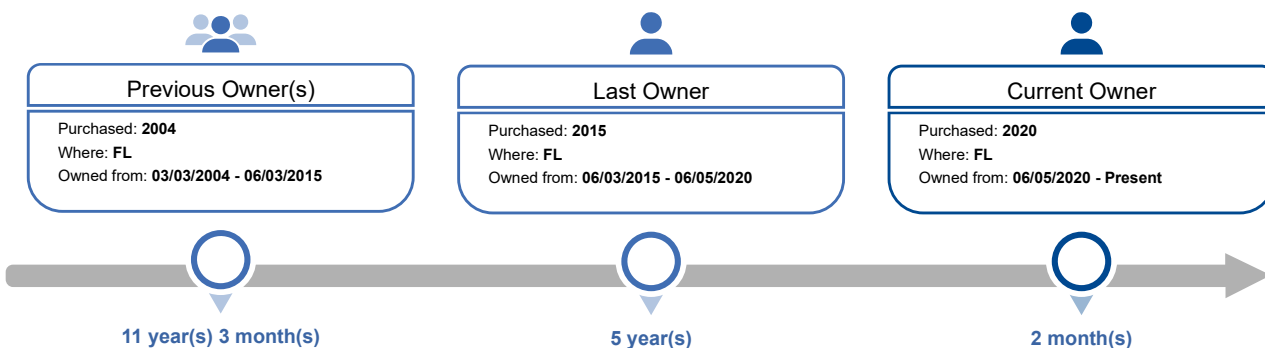 Previous Owner(s)
Purchased: 2004
Where: FL
Owned from: 03/03/2004 - 06/03/2015
11 year(s) 3 month(s)
Last Owner
Purchased: 2015
Where: FL
Owned from: 06/03/2015 - 06/05/2020
5 year(s)
Current Owner
Purchased: 2020
Where: FL
Owned from: 06/05/2020 - Present
2 month(s)